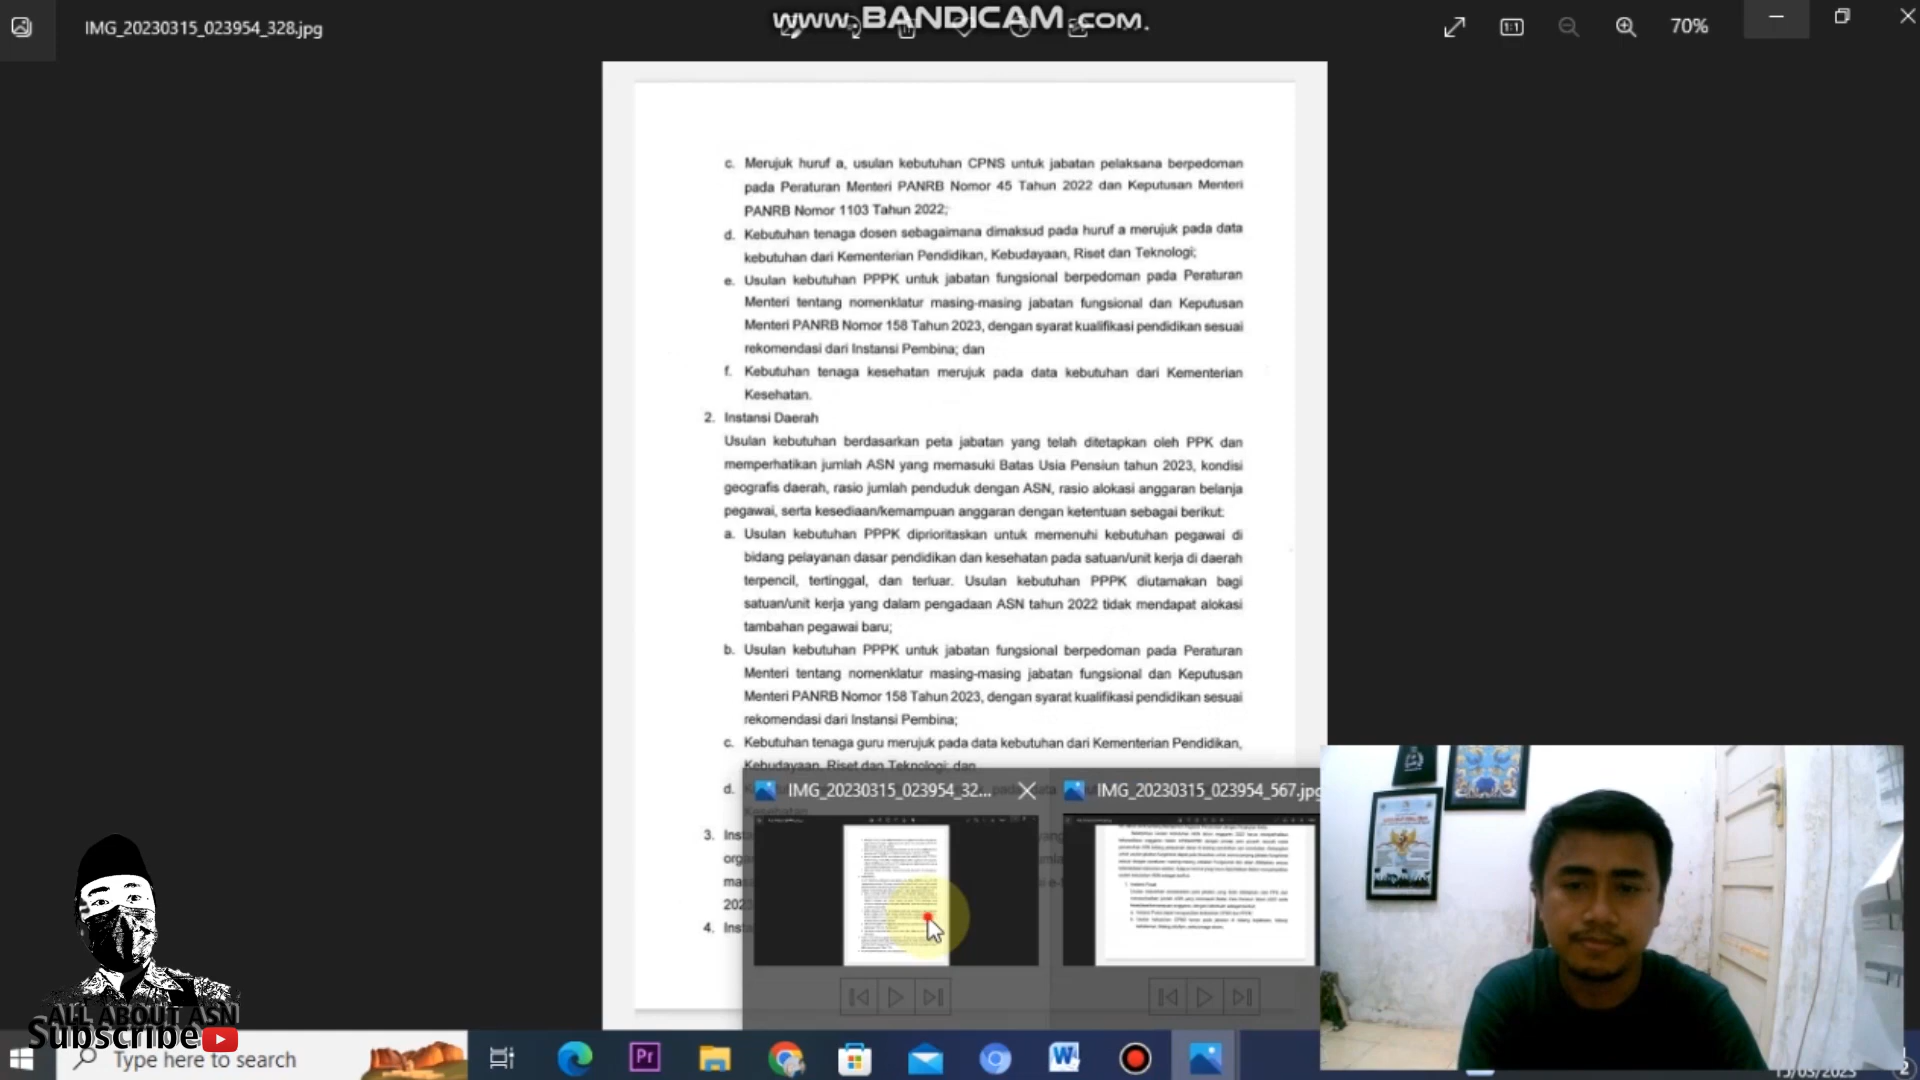 IMG_20230315_023954_328.jpg
www.BANDICAM.com
70%
c. Merujuk huruf a, usulan kebutuhan CPNS untuk jabatan pelaksana berpedoman
pada Peraturan Menteri PANRB Nomor 45 Tahun 2022 dan Keputusan Menteri
PANRB Nomor 1103 Tahun 2022;
d. Kebutuhan tenaga dosen sebagaimana dimaksud pada huruf a merujuk pada data
kebutuhan dari Kementerian Pendidikan, Kebudayaan, Riset dan Teknologi;
e. Usulan kebutuhan PPPK untuk jabatan fungsional berpedoman pada Peraturan
Menteri tentang nomenklatur masing-masing jabatan fungsional dan Keputusan
Menteri PANRB Nomor 158 Tahun 2023, dengan syarat kualifikasi pendidikan sesuai
rekomendasi dari Instansi Pembina; dan
f. Kebutuhan tenaga kesehatan merujuk pada data kebutuhan dari Kementerian
Kesehatan.
2. Instansi Daerah
Usulan kebutuhan berdasarkan peta jabatan yang telah ditetapkan oleh PPK dan
memperhatikan jumlah ASN yang memasuki Batas Usia Pensiun tahun 2023, kondisi
geografis daerah, rasio jumlah penduduk dengan ASN, rasio alokasi anggaran belanja
pegawai, serta kesediaan/kemampuan anggaran dengan ketentuan sebagai berikut:
a. Usulan kebutuhan PPPK diprioritaskan untuk memenuhi kebutuhan pegawai di
bidang pelayanan dasar pendidikan dan kesehatan pada satuan/unit kerja di daerah
terpencil, tertinggal, dan terluar. Usulan kebutuhan PPPK diutamakan bagi
satuan/unit kerja yang dalam pengadaan ASN tahun 2022 tidak mendapat alokasi
tambahan pegawai baru;
b. Usulan kebutuhan PPPK untuk jabatan fungsional berpedoman pada Peraturan
Menteri tentang nomenklatur masing-masing jabatan fungsional dan Keputusan
Menteri PANRB Nomor 158 Tahun 2023, dengan syarat kualifikasi pendidikan sesuai
rekomendasi dari Instansi Pembina;
c. Kebutuhan tenaga guru merujuk pada data kebutuhan dari Kementerian Pendidikan,
Kebudayaan, Riset dan Teknologi; dan
d.
3.
4.
IMG_20230315_023954_32...
IMG_20230315_023954_567.jpg
ALL ABOUT ASN
Subscribe
Type here to search
15/03/2023